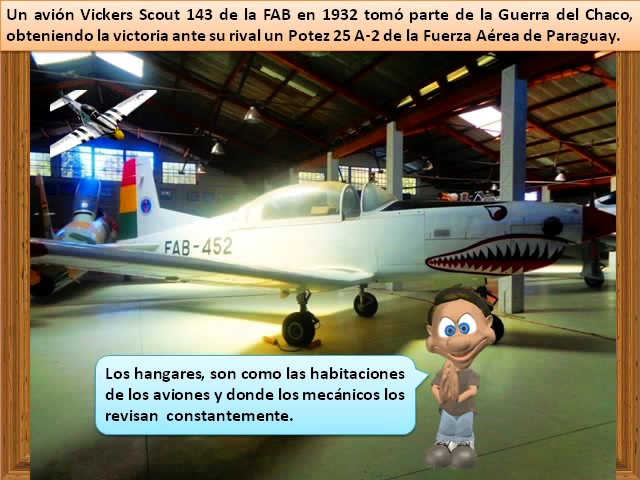 Un avión Vickers Scout 143 de la FAB en 1932 tomó parte de la Guerra del Chaco,
obteniendo la victoria ante su rival un Potez 25 A-2 de la Fuerza Aérea de Paraguay.
FAB-452
Los hangares, son como las habitaciones
de los aviones y donde los mecánicos los
revisan constantemente.